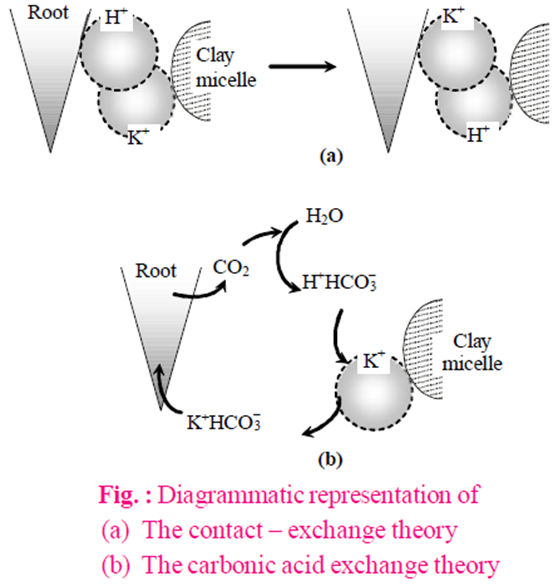 Root
H⁺
Clay
micelle
K⁺
K⁺
H⁺
(a)
H₂O
CO₂
Root
H⁺HCO₃⁻
Clay
micelle
K⁺
K⁺HCO₃⁻
(b)
Fig. : Diagrammatic representation of
(a) The contact – exchange theory
(b) The carbonic acid exchange theory